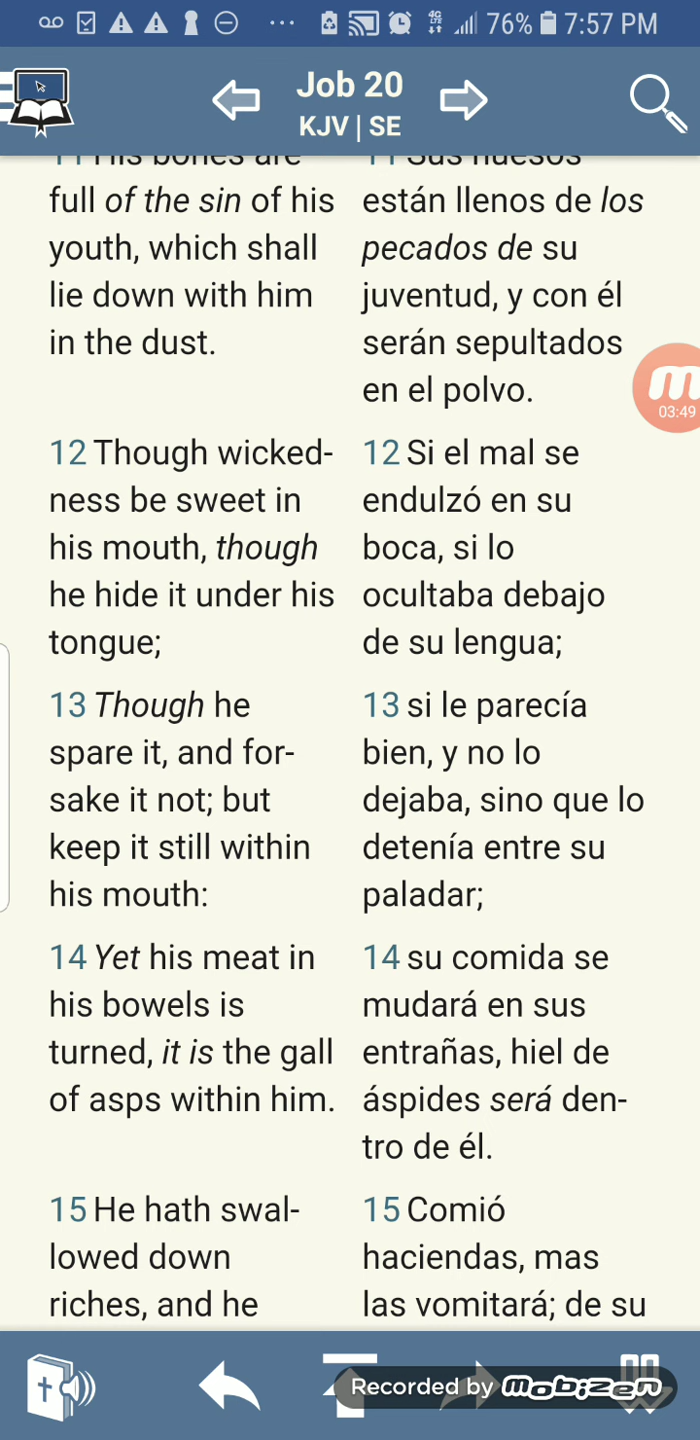 76% 7:57 PM
Job 20
KJV | SE
11 His bones are
full of the sin of his
youth, which shall
lie down with him
in the dust.
12 Though wicked-
ness be sweet in
his mouth, though
he hide it under his
tongue;
13 Though he
spare it, and for-
sake it not; but
keep it still within
his mouth:
14 Yet his meat in
his bowels is
turned, it is the gall
of asps within him.
15 He hath swal-
lowed down
riches, and he
11 Sus huesos
están llenos de los
pecados de su
juventud, y con él
serán sepultados
en el polvo.
12 Si el mal se
endulzó en su
boca, si lo
ocultaba debajo
de su lengua;
13 si le parecía
bien, y no lo
dejaba, sino que lo
detenía entre su
paladar;
14 su comida se
mudará en sus
entrañas, hiel de
áspides será den-
tro de él.
15 Comió
haciendas, mas
las vomitará; de su
m
03:49
Recorded by mobizen